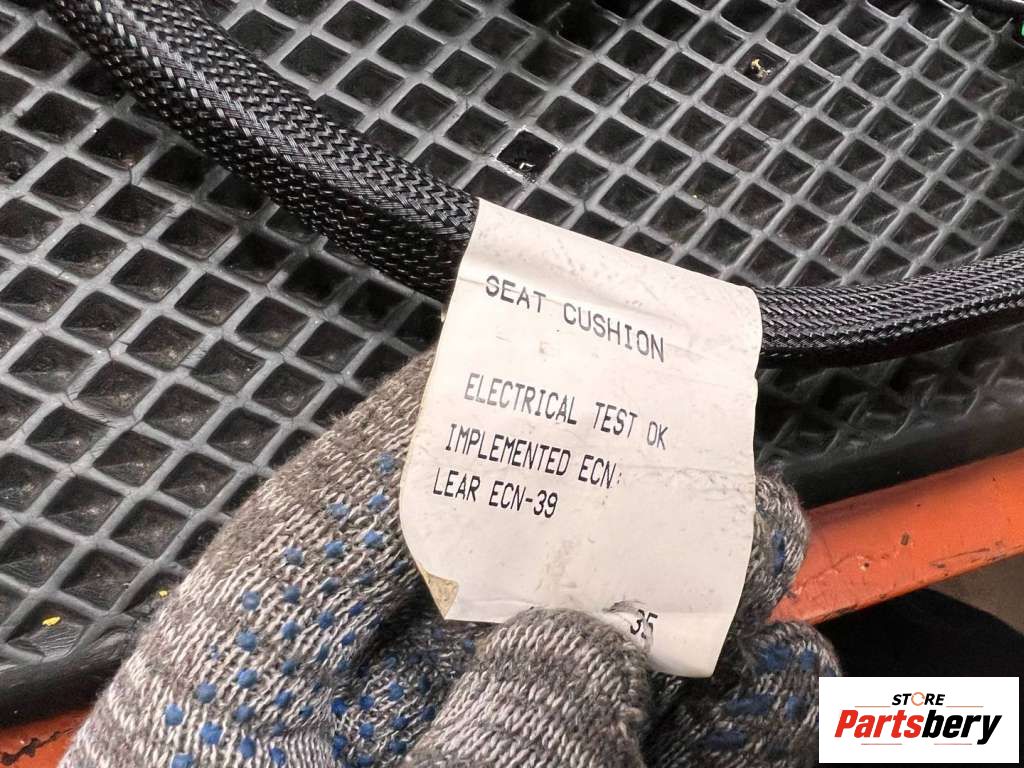 SEAT CUSHION
ELECTRICAL TEST OK
IMPLEMENTED ECN:
LEAR ECN-39
35
STORE
Partsbery